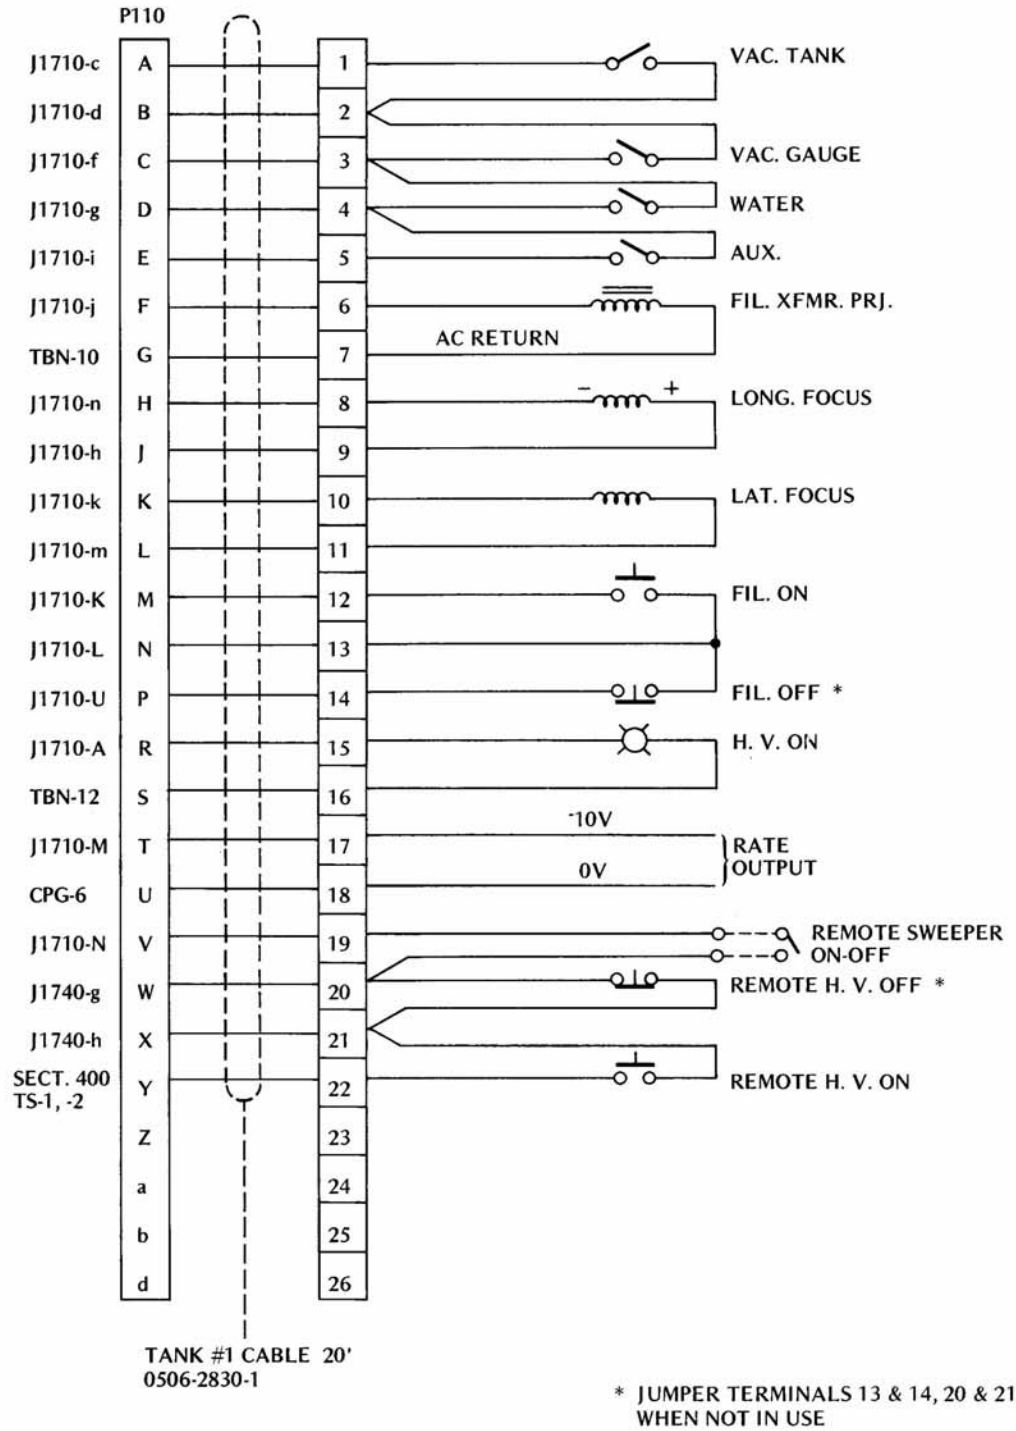 P110
J1710-c A 1 VAC. TANK
J1710-d B 2
J1710-f C 3 VAC. GAUGE
J1710-g D 4 WATER
J1710-i E 5 AUX.
J1710-j F 6 FIL. XFMR. PRJ.
AC RETURN
TBN-10 G 7
- +
J1710-n H 8 LONG. FOCUS
J1710-h J 9
J1710-k K 10 LAT. FOCUS
J1710-m L 11
J1710-K M 12 FIL. ON
J1710-L N 13
J1710-U P 14 FIL. OFF *
J1710-A R 15 H. V. ON
TBN-12 S 16
-10V
J1710-M T 17 RATE
OUTPUT
0V
CPG-6 U 18
J1710-N V 19 REMOTE SWEEPER
ON-OFF
J1740-g W 20 REMOTE H. V. OFF *
J1740-h X 21
SECT. 400
TS-1, -2 Y 22 REMOTE H. V. ON
Z 23
a 24
b 25
d 26
TANK #1 CABLE 20'
0506-2830-1
* JUMPER TERMINALS 13 & 14, 20 & 21
WHEN NOT IN USE